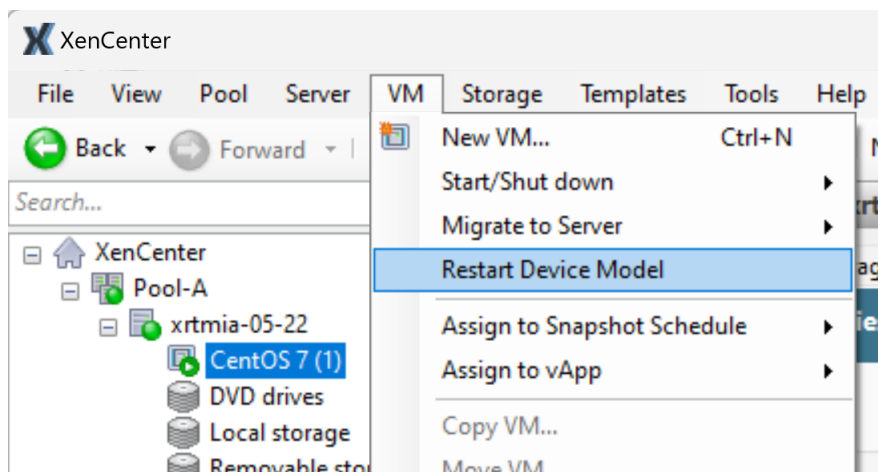 XenCenter
File View Pool Server VM Storage Templates Tools Help
Back Forward
Search...
XenCenter
Pool-A
xrtmia-05-22
CentOS 7 (1)
DVD drives
Local storage
Removable
New VM... Ctrl+N
Start/Shut down
Migrate to Server
Restart Device Model
Assign to Snapshot Schedule
Assign to vApp
Copy VM...
Move VM